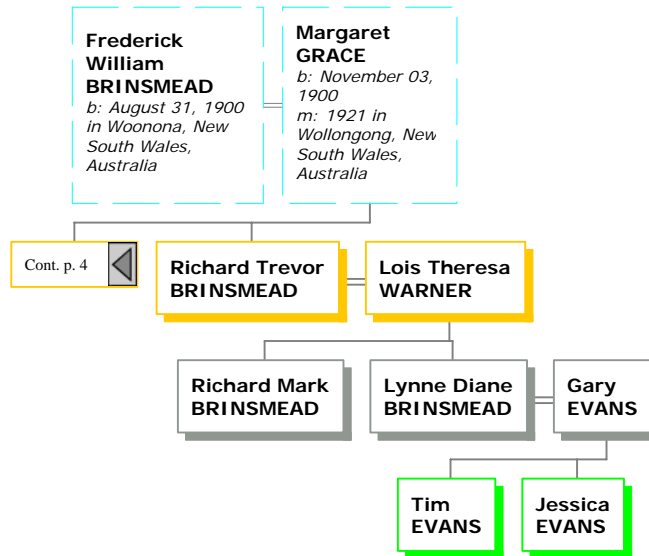 Frederick
William
BRINSMEAD
b: August 31, 1900
in Woonona, New
South Wales,
Australia
Margaret
GRACE
b: November 03,
1900
m: 1921 in
Wollongong, New
South Wales,
Australia
Cont. p. 4
Richard Trevor
BRINSMEAD
Lois Theresa
WARNER
Richard Mark
BRINSMEAD
Lynne Diane
BRINSMEAD
Gary
EVANS
Tim
EVANS
Jessica
EVANS